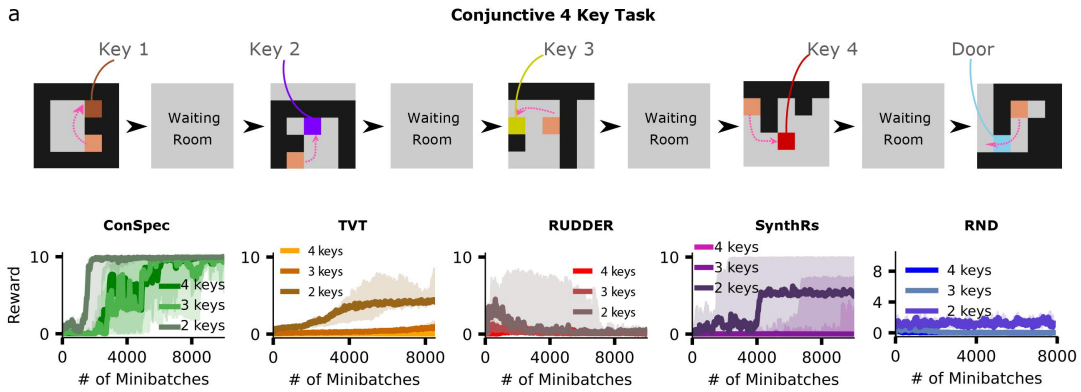 a
Conjunctive 4 Key Task
Key 1
Key 2
Key 3
Key 4
Door
Waiting
Room
Waiting
Room
Waiting
Room
Waiting
Room
ConSpec
Reward
10
0
4 keys
3 keys
2 keys
0
4000
8000
# of Minibatches
TVT
10
0
4 keys
3 keys
2 keys
0
4000
8000
# of Minibatches
RUDDER
10
0
4 keys
3 keys
2 keys
0
4000
8000
# of Minibatches
SynthRs
10
0
4 keys
3 keys
2 keys
0
4000
8000
# of Minibatches
RND
8
4
0
4 keys
3 keys
2 keys
0
4000
8000
# of Minibatches